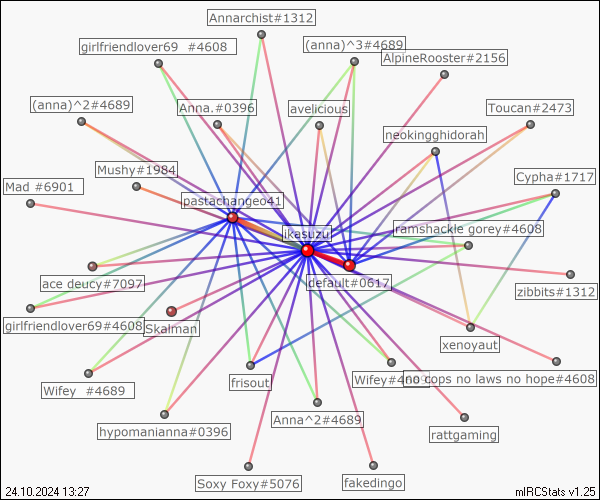 Annarchist#1312
girlfriendlover69 #4608
(anna)^3#4689
AlpineRooster#2156
(anna)^2#4689
Anna.#0396
avelicious
Toucan#2473
neokingghidorah
Mushy#1984
Cypha#1717
Mad #6901
pastachangeo41
ikasuzu
ramshackle gorey#4608
ace deucy#7097
default#0617
zibbits#1312
girlfriendlover69#4608
Skalman
xenoyaut
Wifey #4689
frisout
Wifey#4689
no cops no laws no hope#4608
Anna^2#4689
hypomanianna#0396
rattgaming
Soxy Foxy#5076
fakedingo
24.10.2024 13:27
mIRCStats v1.25